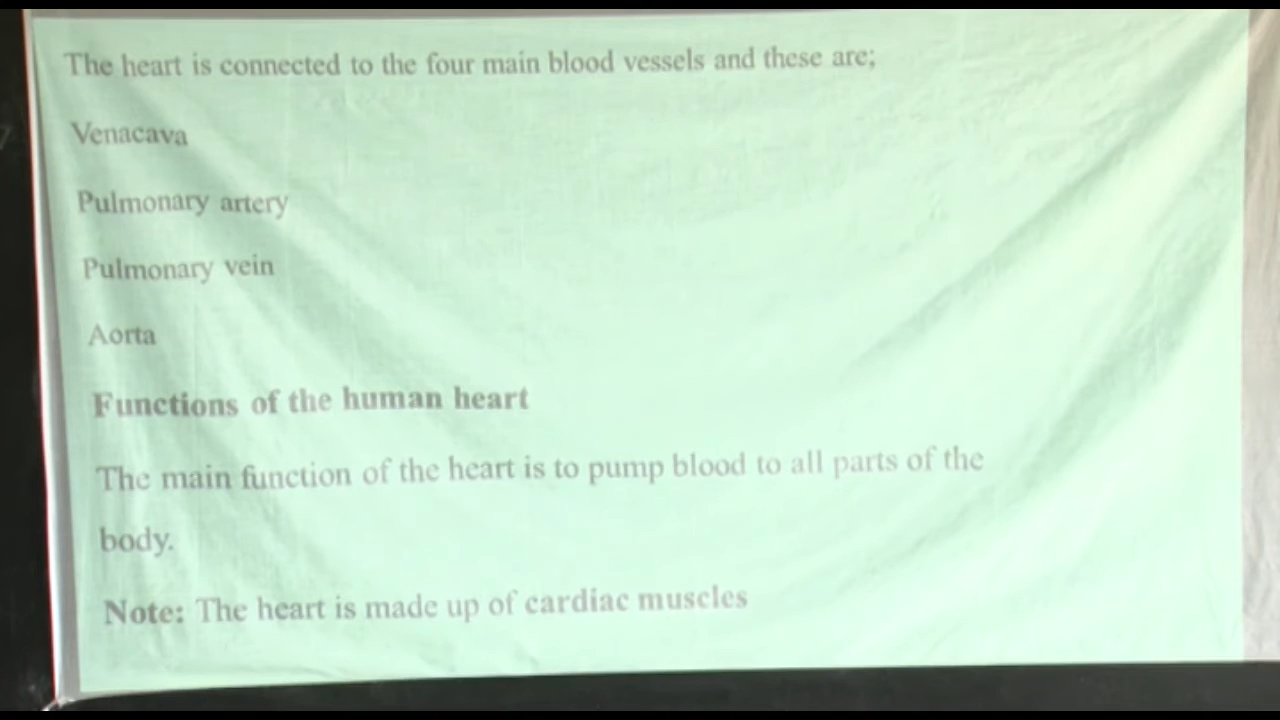 The heart is connected to the four main blood vessels and these are;
Venacava
Pulmonary artery
Pulmonary vein
Aorta
Functions of the human heart
The main function of the heart is to pump blood to all parts of the
body.
Note: The heart is made up of cardiac muscles